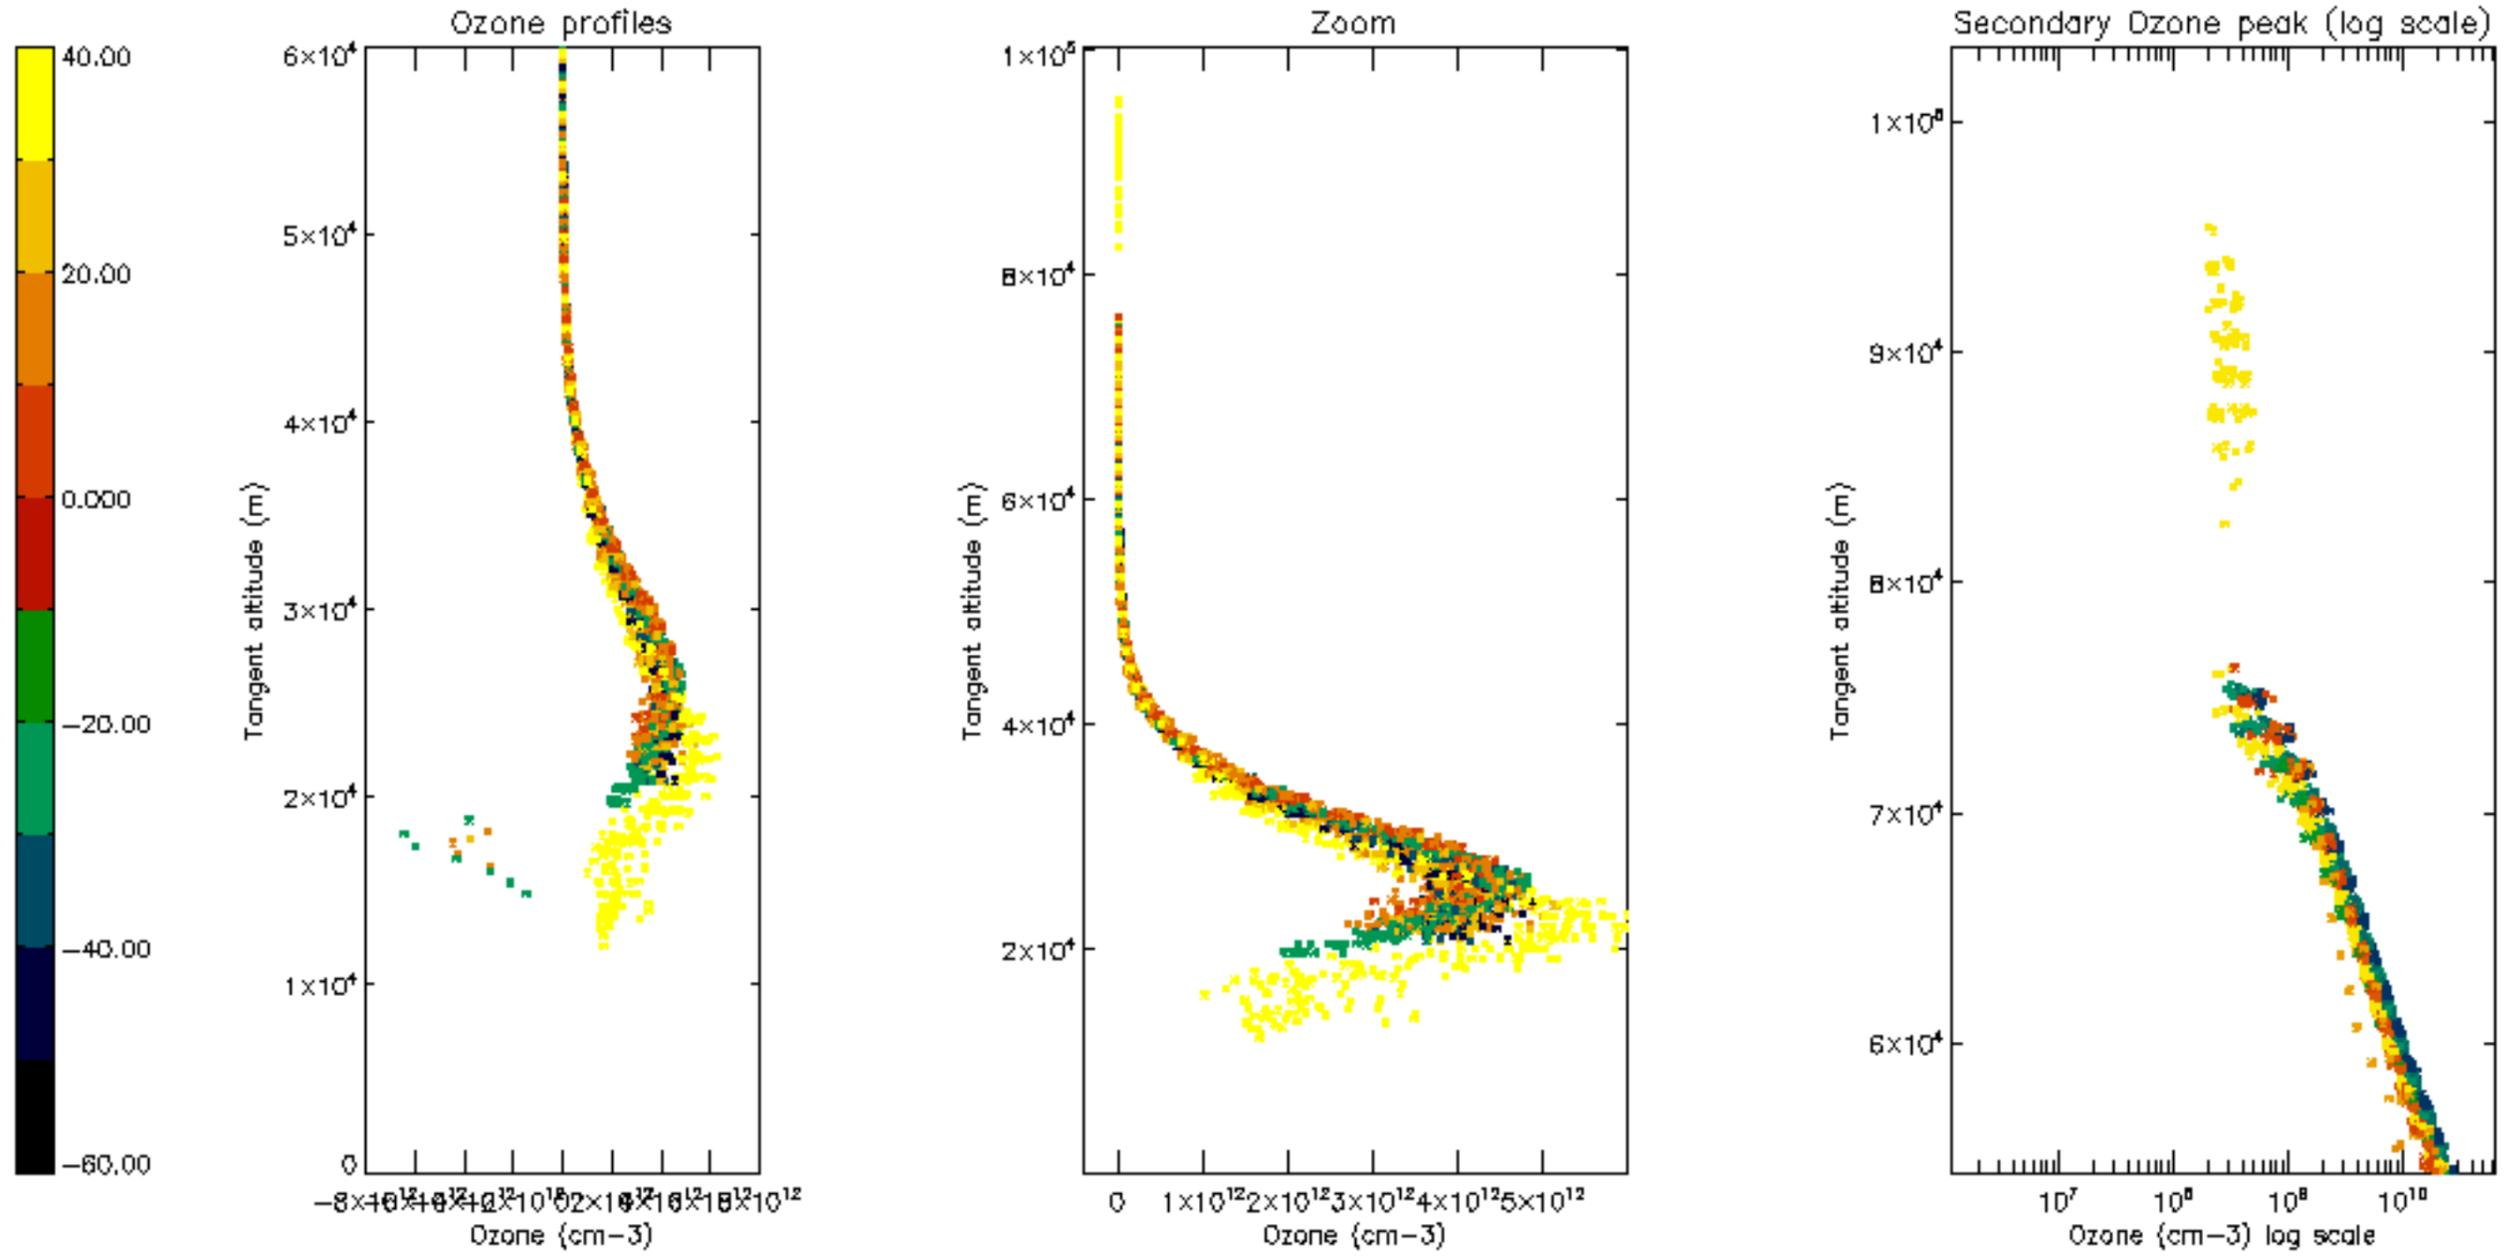 Ozone profiles
Zoom
Secondary Ozone peak (log scale)
40.00
20.00
0.000
−20.00
−40.00
−60.00
6×10⁴
5×10⁴
4×10⁴
3×10⁴
2×10⁴
1×10⁴
0
Tangent altitude (m)
Ozone (cm−3)
1×10⁵
8×10⁴
6×10⁴
4×10⁴
2×10⁴
Tangent altitude (m)
0 1×10¹² 2×10¹² 3×10¹² 4×10¹² 5×10¹²
Ozone (cm−3)
1×10⁵
9×10⁴
8×10⁴
7×10⁴
6×10⁴
Tangent altitude (m)
10⁷ 10⁸ 10⁹ 10¹⁰
Ozone (cm−3) log scale